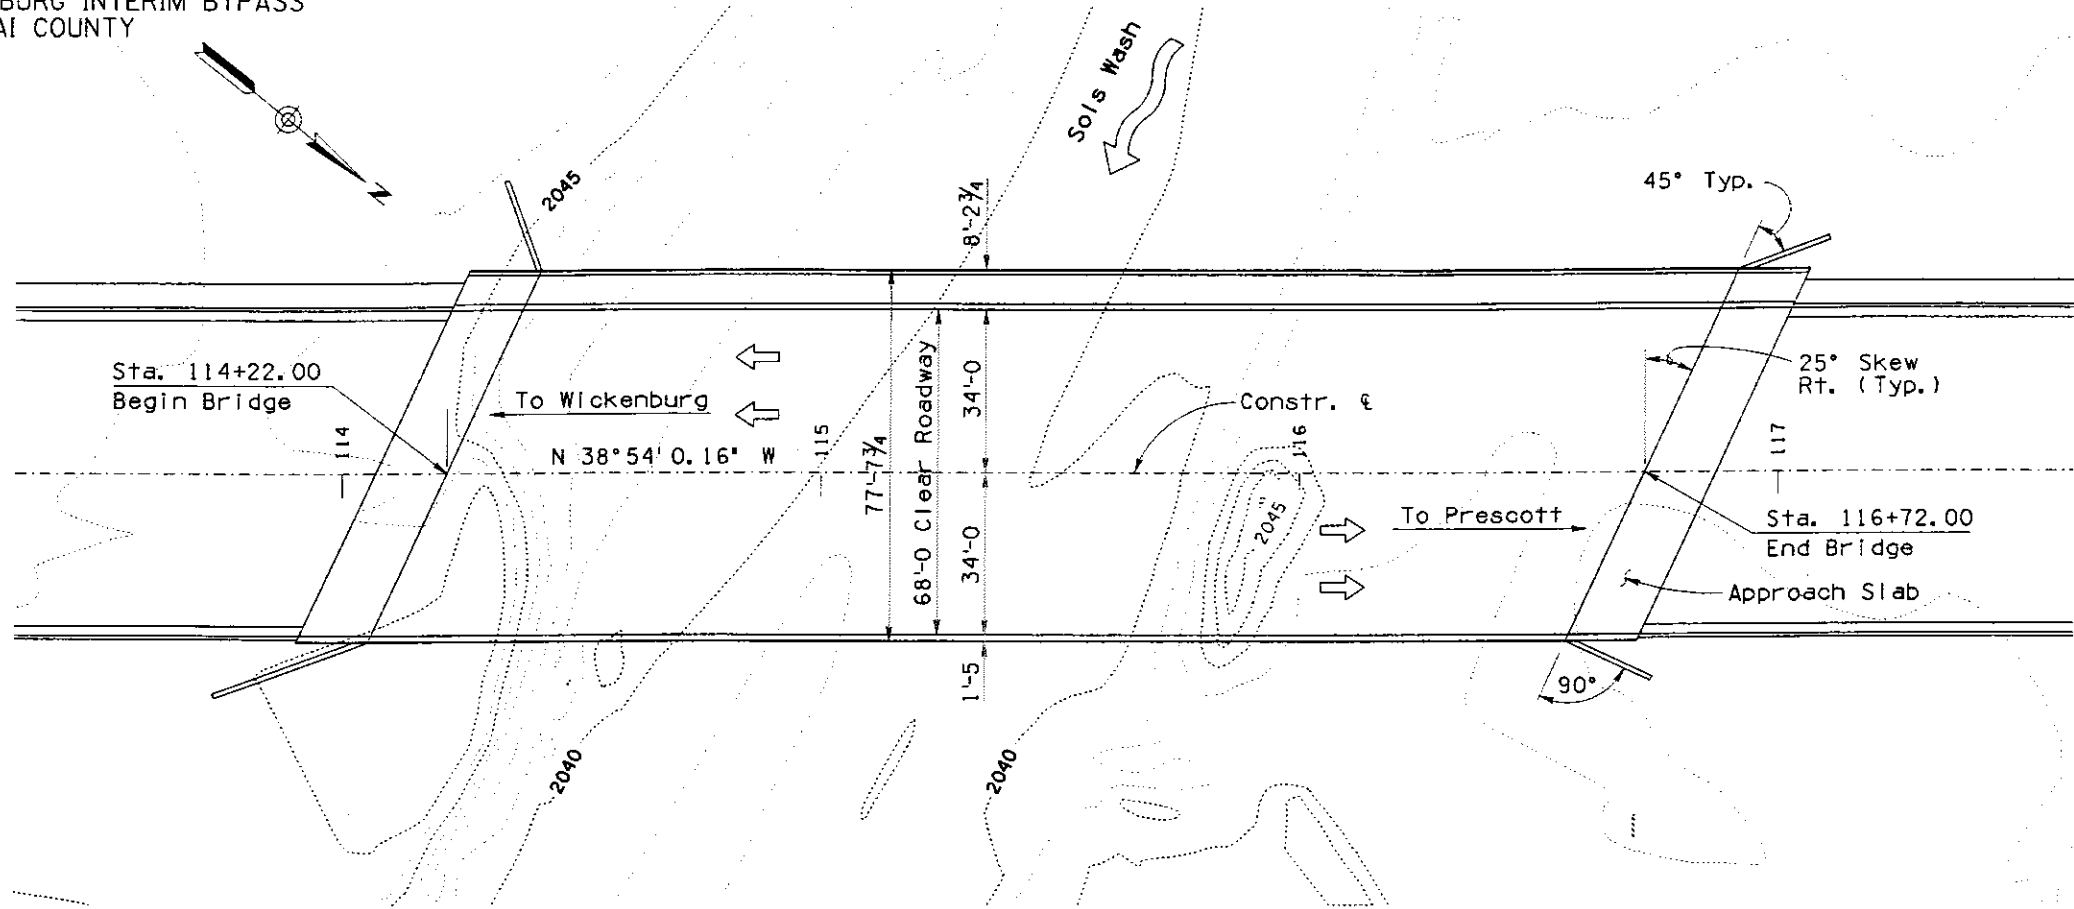 BURG INTERIM BYPASS
AI COUNTY
N
Sols Wash
2045
8'-2¾
45° Typ.
Sta. 114+22.00
Begin Bridge
To Wickenburg
N 38°54'0.16" W
114
115
116
117
77'-7¾
68'-0 Clear Roadway
34'-0
34'-0
1'-5
Constr. ℄
25° Skew
Rt. (Typ.)
2045
To Prescott
Sta. 116+72.00
End Bridge
Approach Slab
90°
2040
2040